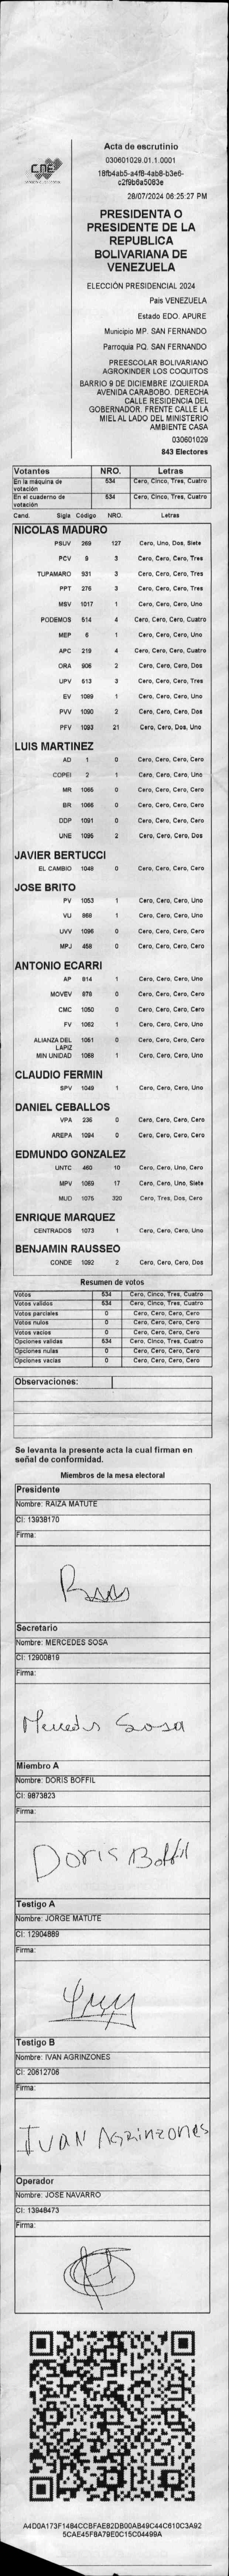 CNE
Acta de escrutinio
030601029.01.1.0001
18fb4ab5-a4f8-4ab8-b3e6-
c2f9b6a5083e
28/07/2024 06:25:27 PM
PRESIDENTA O
PRESIDENTE DE LA
REPUBLICA
BOLIVARIANA DE
VENEZUELA
ELECCIÓN PRESIDENCIAL 2024
País VENEZUELA
Estado EDO. APURE
Municipio MP. SAN FERNANDO
Parroquia PQ. SAN FERNANDO
PREESCOLAR BOLIVARIANO
AGROKINDER LOS COQUITOS
BARRIO 9 DE DICIEMBRE IZQUIERDA
AVENIDA CARABOBO. DERECHA
CALLE RESIDENCIA DEL
GOBERNADOR. FRENTE CALLE LA
MIEL AL LADO DEL MINISTERIO
AMBIENTE CASA
030601029
843 Electores
Votantes NRO. Letras
En la máquina de votación 534 Cero, Cinco, Tres, Cuatro
En el cuaderno de votación 534 Cero, Cinco, Tres, Cuatro
Cand. Sigla Código NRO. Letras
NICOLAS MADURO
PSUV 269 127 Cero, Uno, Dos, Siete
PCV 9 3 Cero, Cero, Cero, Tres
TUPAMARO 931 3 Cero, Cero, Cero, Tres
PPT 276 3 Cero, Cero, Cero, Tres
MSV 1017 1 Cero, Cero, Cero, Uno
PODEMOS 514 4 Cero, Cero, Cero, Cuatro
MEP 6 1 Cero, Cero, Cero, Uno
APC 219 4 Cero, Cero, Cero, Cuatro
ORA 906 2 Cero, Cero, Cero, Dos
UPV 613 3 Cero, Cero, Cero, Tres
EV 1089 1 Cero, Cero, Cero, Uno
PVV 1090 2 Cero, Cero, Cero, Dos
PFV 1093 21 Cero, Cero, Dos, Uno
LUIS MARTINEZ
AD 1 0 Cero, Cero, Cero, Cero
COPEI 2 1 Cero, Cero, Cero, Uno
MR 1065 0 Cero, Cero, Cero, Cero
BR 1066 0 Cero, Cero, Cero, Cero
DDP 1091 0 Cero, Cero, Cero, Cero
UNE 1095 2 Cero, Cero, Cero, Dos
JAVIER BERTUCCI
EL CAMBIO 1048 0 Cero, Cero, Cero, Cero
JOSE BRITO
PV 1053 1 Cero, Cero, Cero, Uno
VU 868 1 Cero, Cero, Cero, Uno
UVV 1096 0 Cero, Cero, Cero, Cero
MPJ 458 0 Cero, Cero, Cero, Cero
ANTONIO ECARRI
AP 914 1 Cero, Cero, Cero, Uno
MOVEV 978 0 Cero, Cero, Cero, Cero
CMC 1050 0 Cero, Cero, Cero, Cero
FV 1062 1 Cero, Cero, Cero, Uno
ALIANZA DEL LAPIZ 1061 0 Cero, Cero, Cero, Cero
MIN UNIDAD 1068 1 Cero, Cero, Cero, Uno
CLAUDIO FERMIN
SPV 1049 1 Cero, Cero, Cero, Uno
DANIEL CEBALLOS
VPA 236 0 Cero, Cero, Cero, Cero
AREPA 1094 0 Cero, Cero, Cero, Cero
EDMUNDO GONZALEZ
UNTC 460 10 Cero, Cero, Uno, Cero
MPV 1069 17 Cero, Cero, Uno, Siete
MUD 1075 320 Cero, Tres, Dos, Cero
ENRIQUE MARQUEZ
CENTRADOS 1073 1 Cero, Cero, Cero, Uno
BENJAMIN RAUSSEO
CONDE 1092 2 Cero, Cero, Cero, Dos
Resumen de votos
Votos 534 Cero, Cinco, Tres, Cuatro
Votos validos 534 Cero, Cinco, Tres, Cuatro
Votos parciales 0 Cero, Cero, Cero, Cero
Votos nulos 0 Cero, Cero, Cero, Cero
Votos vacios 0 Cero, Cero, Cero, Cero
Opciones validas 534 Cero, Cinco, Tres, Cuatro
Opciones nulas 0 Cero, Cero, Cero, Cero
Opciones vacias 0 Cero, Cero, Cero, Cero
Observaciones:
Se levanta la presente acta la cual firman en
señal de conformidad.
Miembros de la mesa electoral
Presidente
Nombre: RAIZA MATUTE
CI: 13938170
Firma:
Secretario
Nombre: MERCEDES SOSA
CI: 12900819
Firma:
Mercedes Sosa
Miembro A
Nombre: DORIS BOFFIL
CI: 9873823
Firma:
Doris Boffil
Testigo A
Nombre: JORGE MATUTE
CI: 12904889
Firma:
Testigo B
Nombre: IVAN AGRINZONES
CI: 20612706
Firma:
IVAN AGRINZONES
Operador
Nombre: JOSE NAVARRO
CI: 13948473
Firma:
A4D0A173F1484CCBFAE82DB00AB49C44C610C3A92
5CAE45F8A79E0C15C04499A